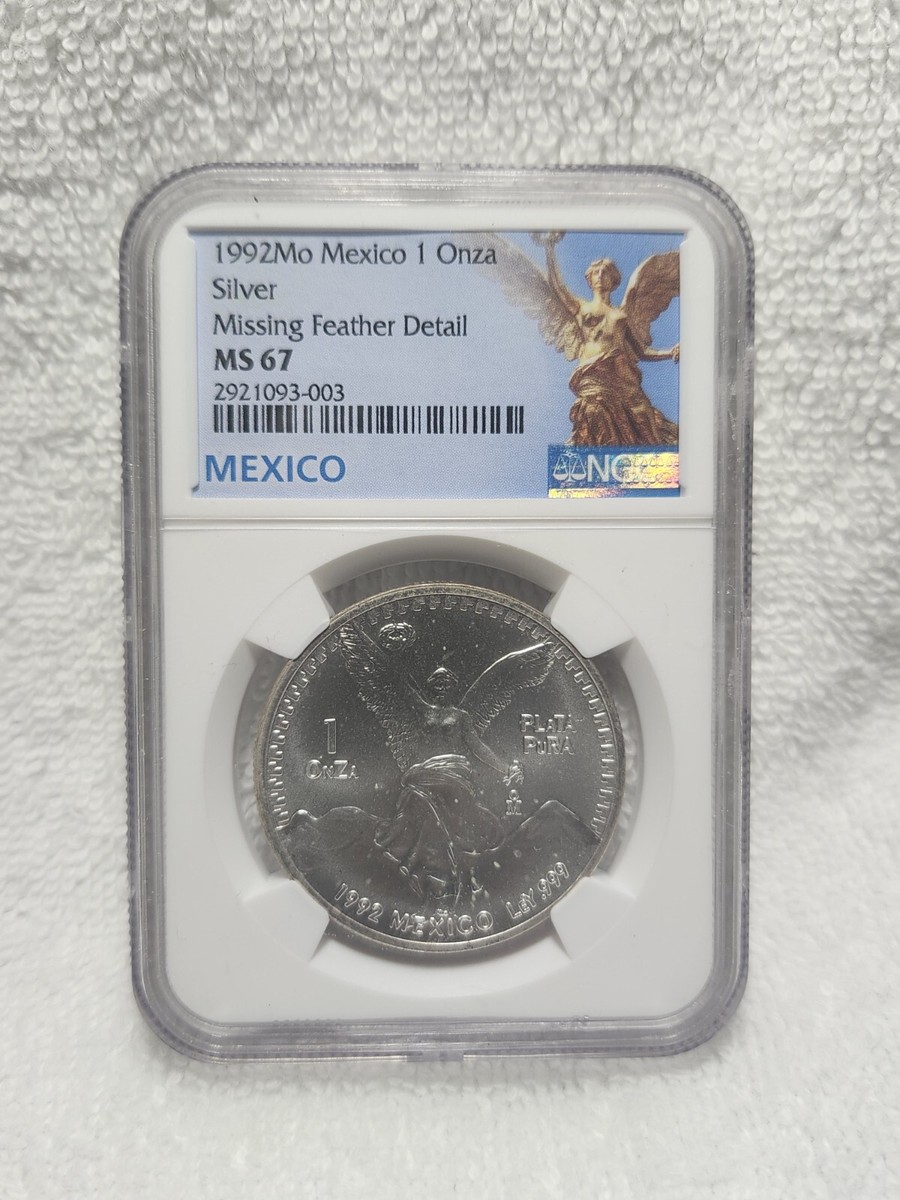 1992Mo Mexico 1 Onza
Silver
Missing Feather Detail
MS 67
2921093-003
MEXICO
NGC
1
ONZA
PLATA
PURA
1992 MEXICO LEY .999